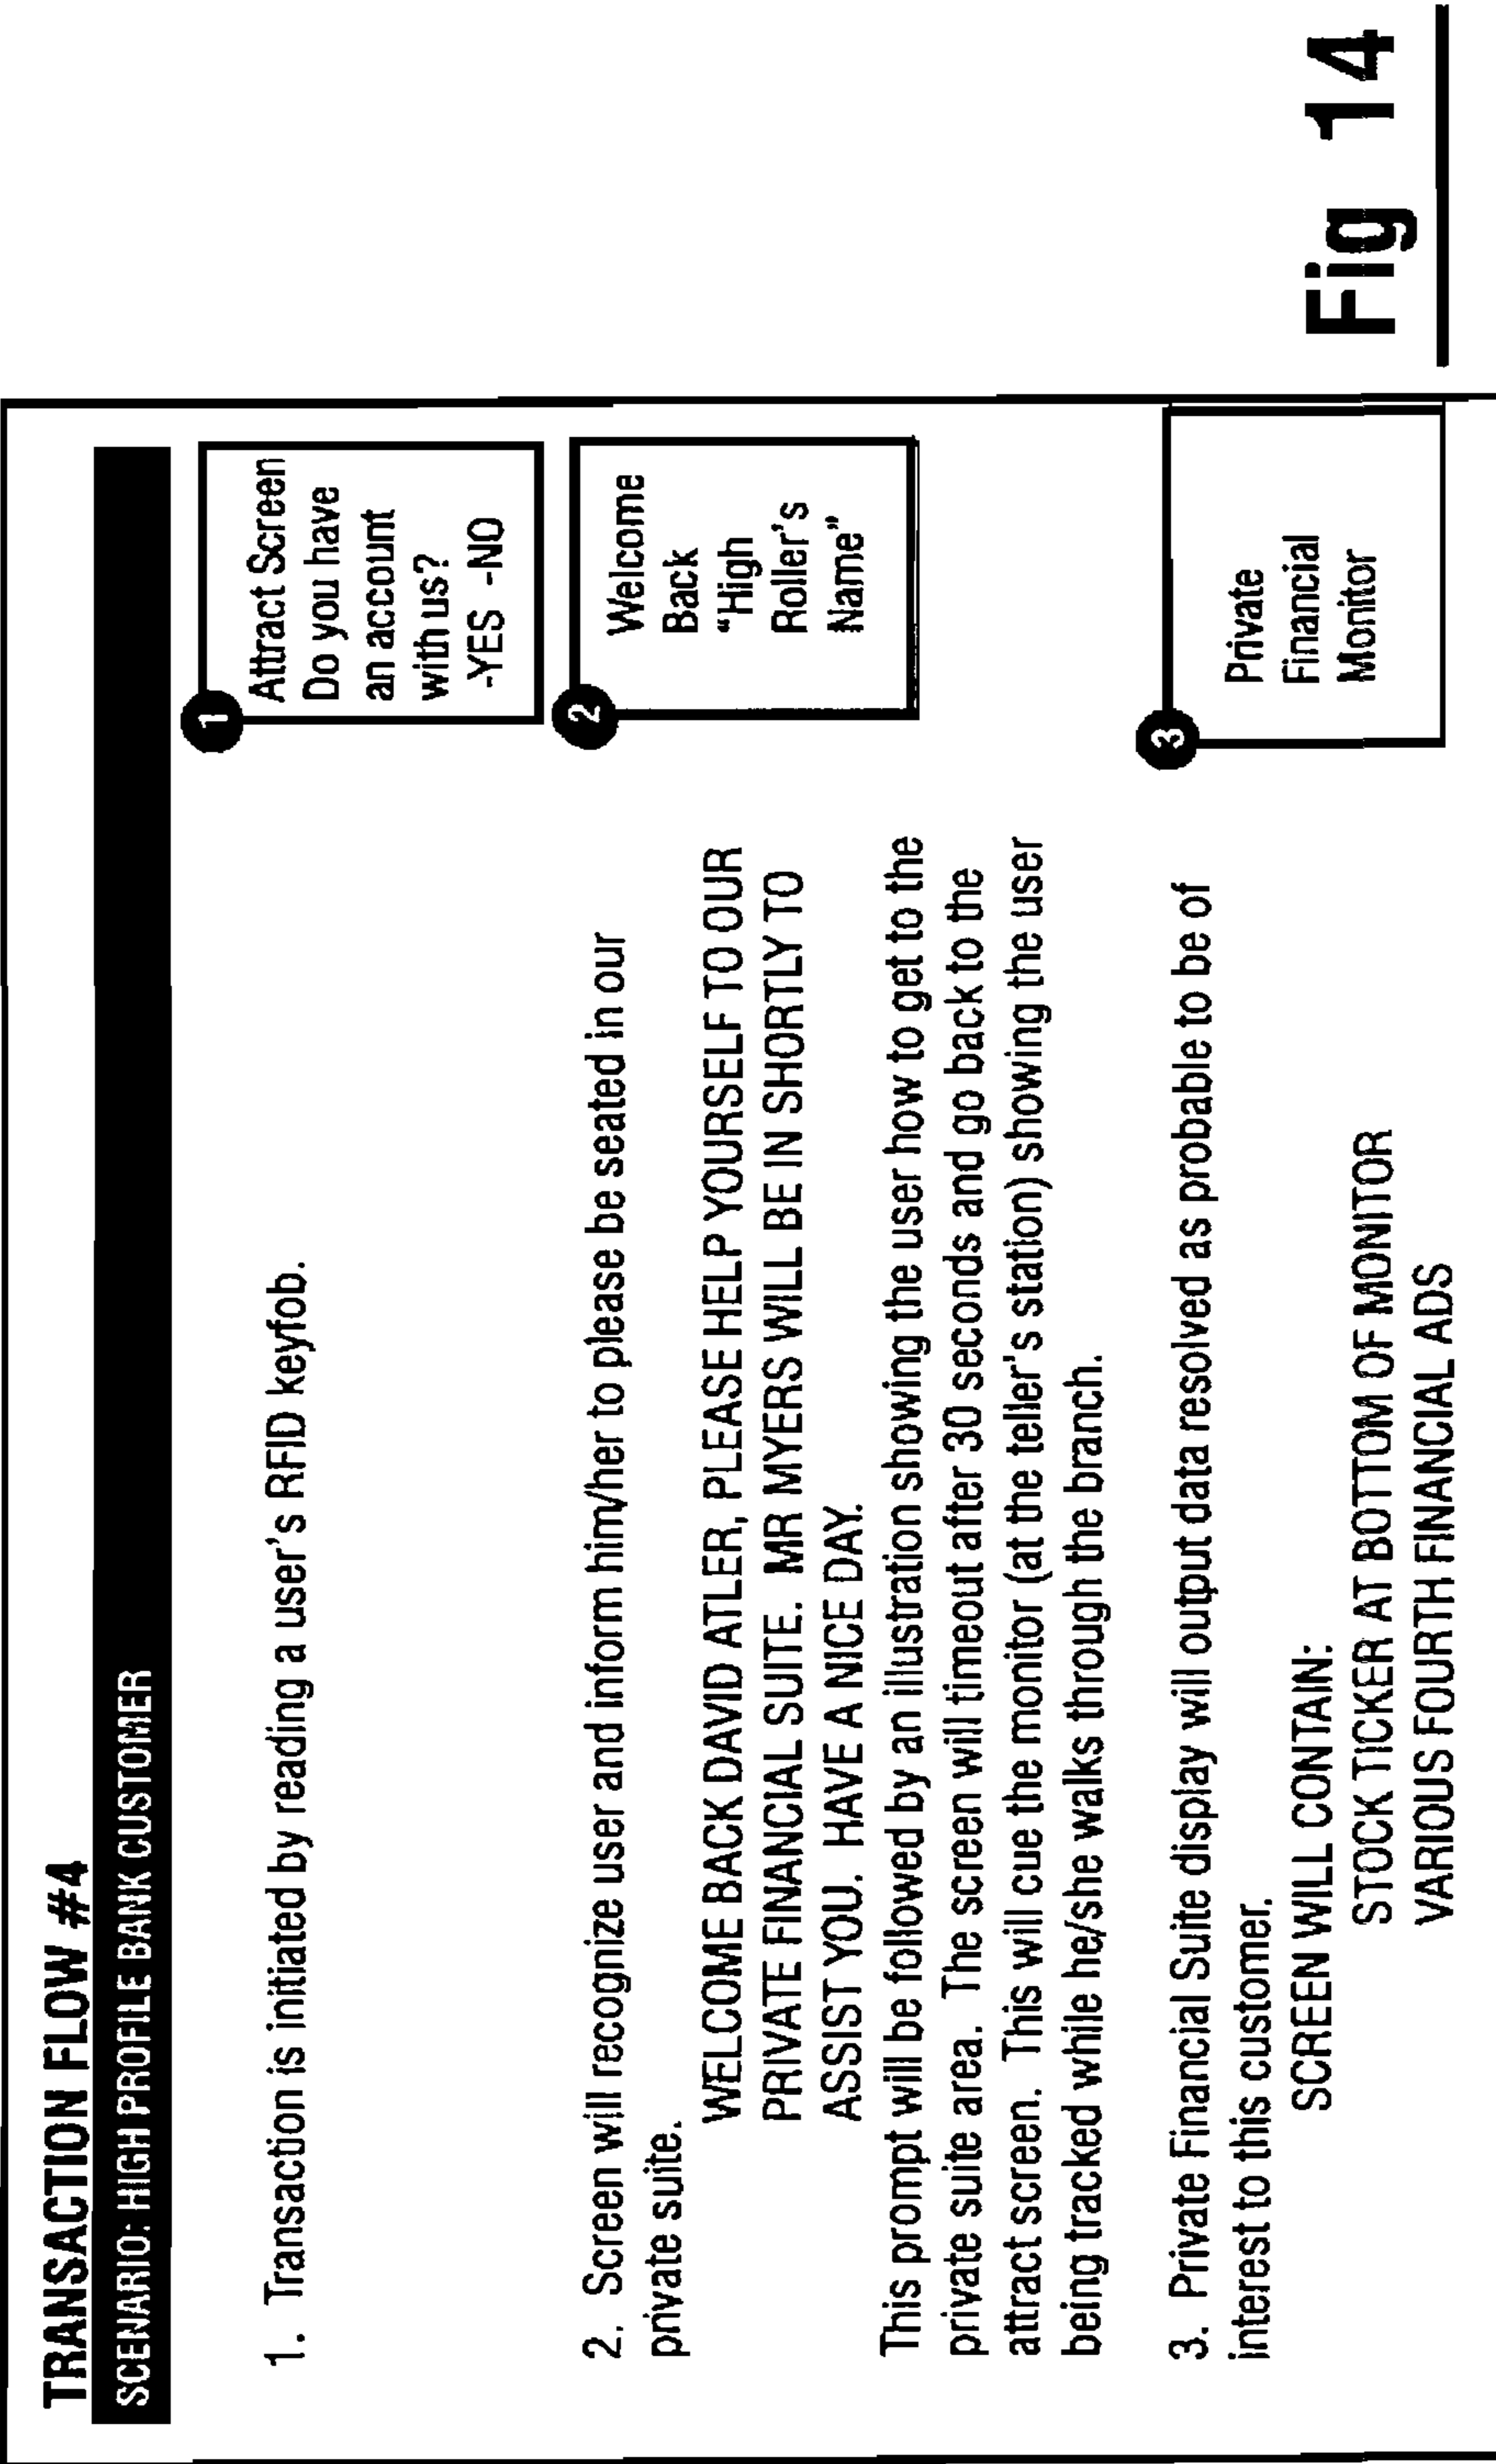 TRANSACTION FLOW #4
SCENARIO: HIGH PROFILE BANK CUSTOMER
1. Transaction is initiated by reading a user's RFID keyfob.
1
Attract Screen
Do you have
an account
with us?
-YES -NO
2. Screen will recognize user and inform him/her to please be seated in our
private suite.
WELCOME BACK DAVID ATLER, PLEASE HELP YOURSELF TO OUR
PRIVATE FINANCIAL SUITE. MR MYERS WILL BE IN SHORTLY TO
ASSIST YOU. HAVE A NICE DAY.
This prompt will be followed by an illustration showing the user how to get to the
private suite area. The screen will timeout after 30 seconds and go back to the
attract screen. This will cue the monitor (at the teller's station) showing the user
being tracked while he/she walks through the branch.
2
Welcome
Back
“High
Roller's
Name”
3. Private Financial Suite display will output data resolved as probable to be of
interest to this customer.
SCREEN WILL CONTAIN:
STOCK TICKER AT BOTTOM OF MONITOR
VARIOUS FOURTH FINANCIAL ADS
3
Private
Financial
Monitor
Fig 14